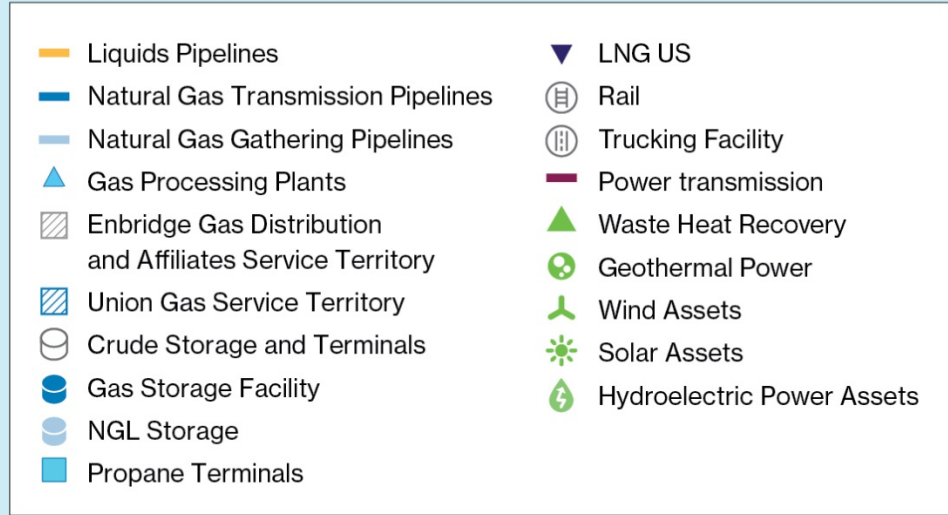 Liquids Pipelines
Natural Gas Transmission Pipelines
Natural Gas Gathering Pipelines
Gas Processing Plants
Enbridge Gas Distribution
and Affiliates Service Territory
Union Gas Service Territory
Crude Storage and Terminals
Gas Storage Facility
NGL Storage
Propane Terminals
LNG US
Rail
Trucking Facility
Power transmission
Waste Heat Recovery
Geothermal Power
Wind Assets
Solar Assets
Hydroelectric Power Assets